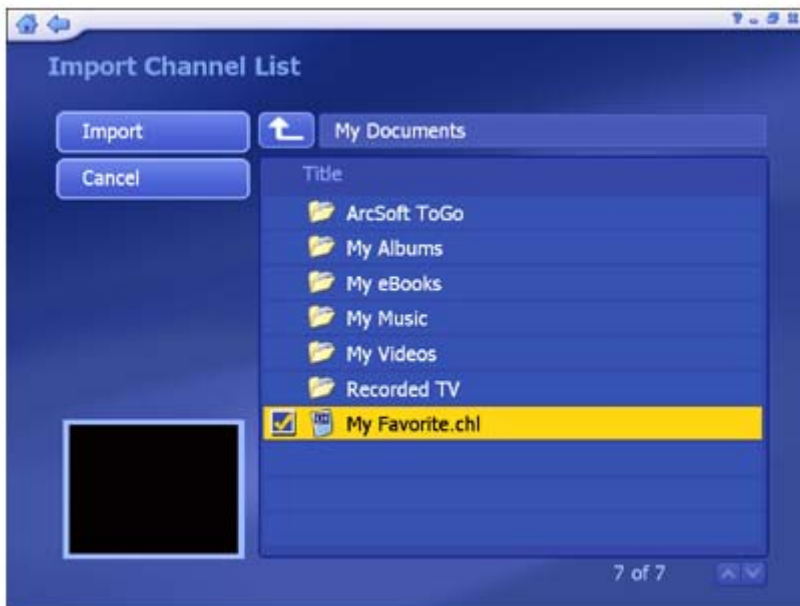 Import Channel List
Import
My Documents
Cancel
Title
ArcSoft ToGo
My Albums
My eBooks
My Music
My Videos
Recorded TV
My Favorite.chl
7 of 7